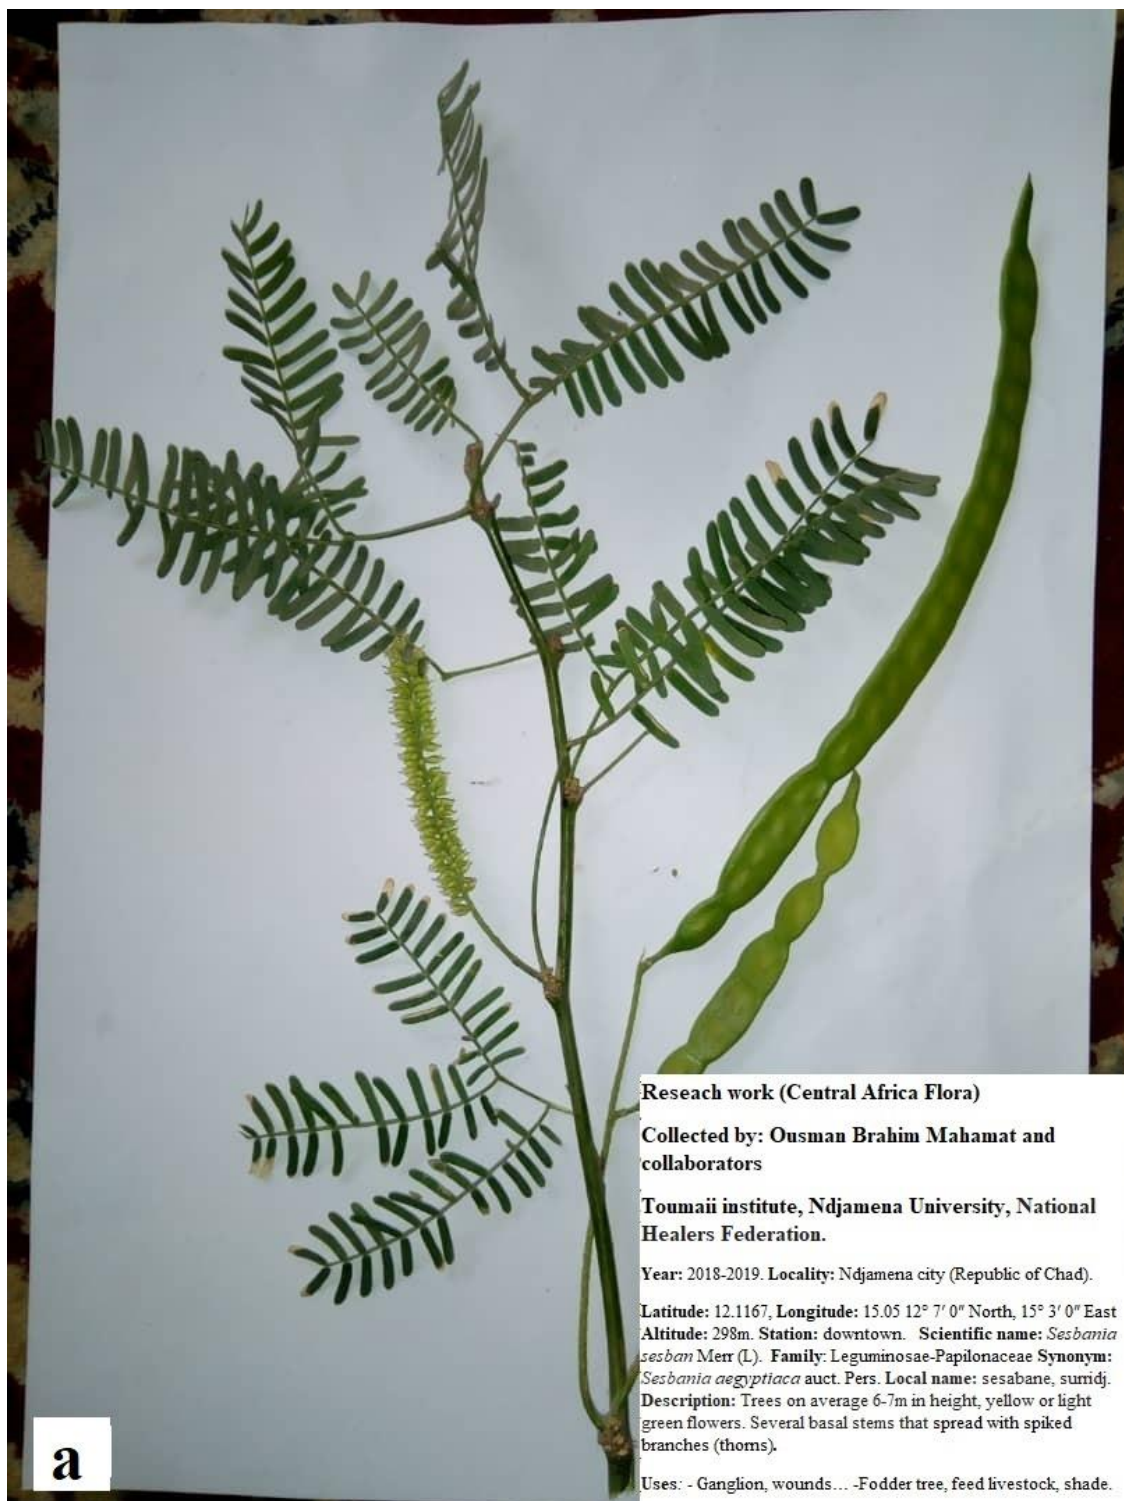 Reseach work (Central Africa Flora)
Collected by: Ousman Brahim Mahamat and
collaborators
Toumaii institute, Ndjamena University, National
Healers Federation.
Year: 2018-2019. Locality: Ndjamena city (Republic of Chad).
Latitude: 12.1167, Longitude: 15.05 12° 7′ 0″ North, 15° 3′ 0″ East
Altitude: 298m. Station: downtown. Scientific name: Sesbania
sesban Merr (L). Family: Leguminosae-Papilonaceae Synonym:
Sesbania aegyptiaca auct. Pers. Local name: sesabane, surridj.
Description: Trees on average 6-7m in height, yellow or light
green flowers. Several basal stems that spread with spiked
branches (thorns).
Uses: - Ganglion, wounds… -Fodder tree, feed livestock, shade.
a